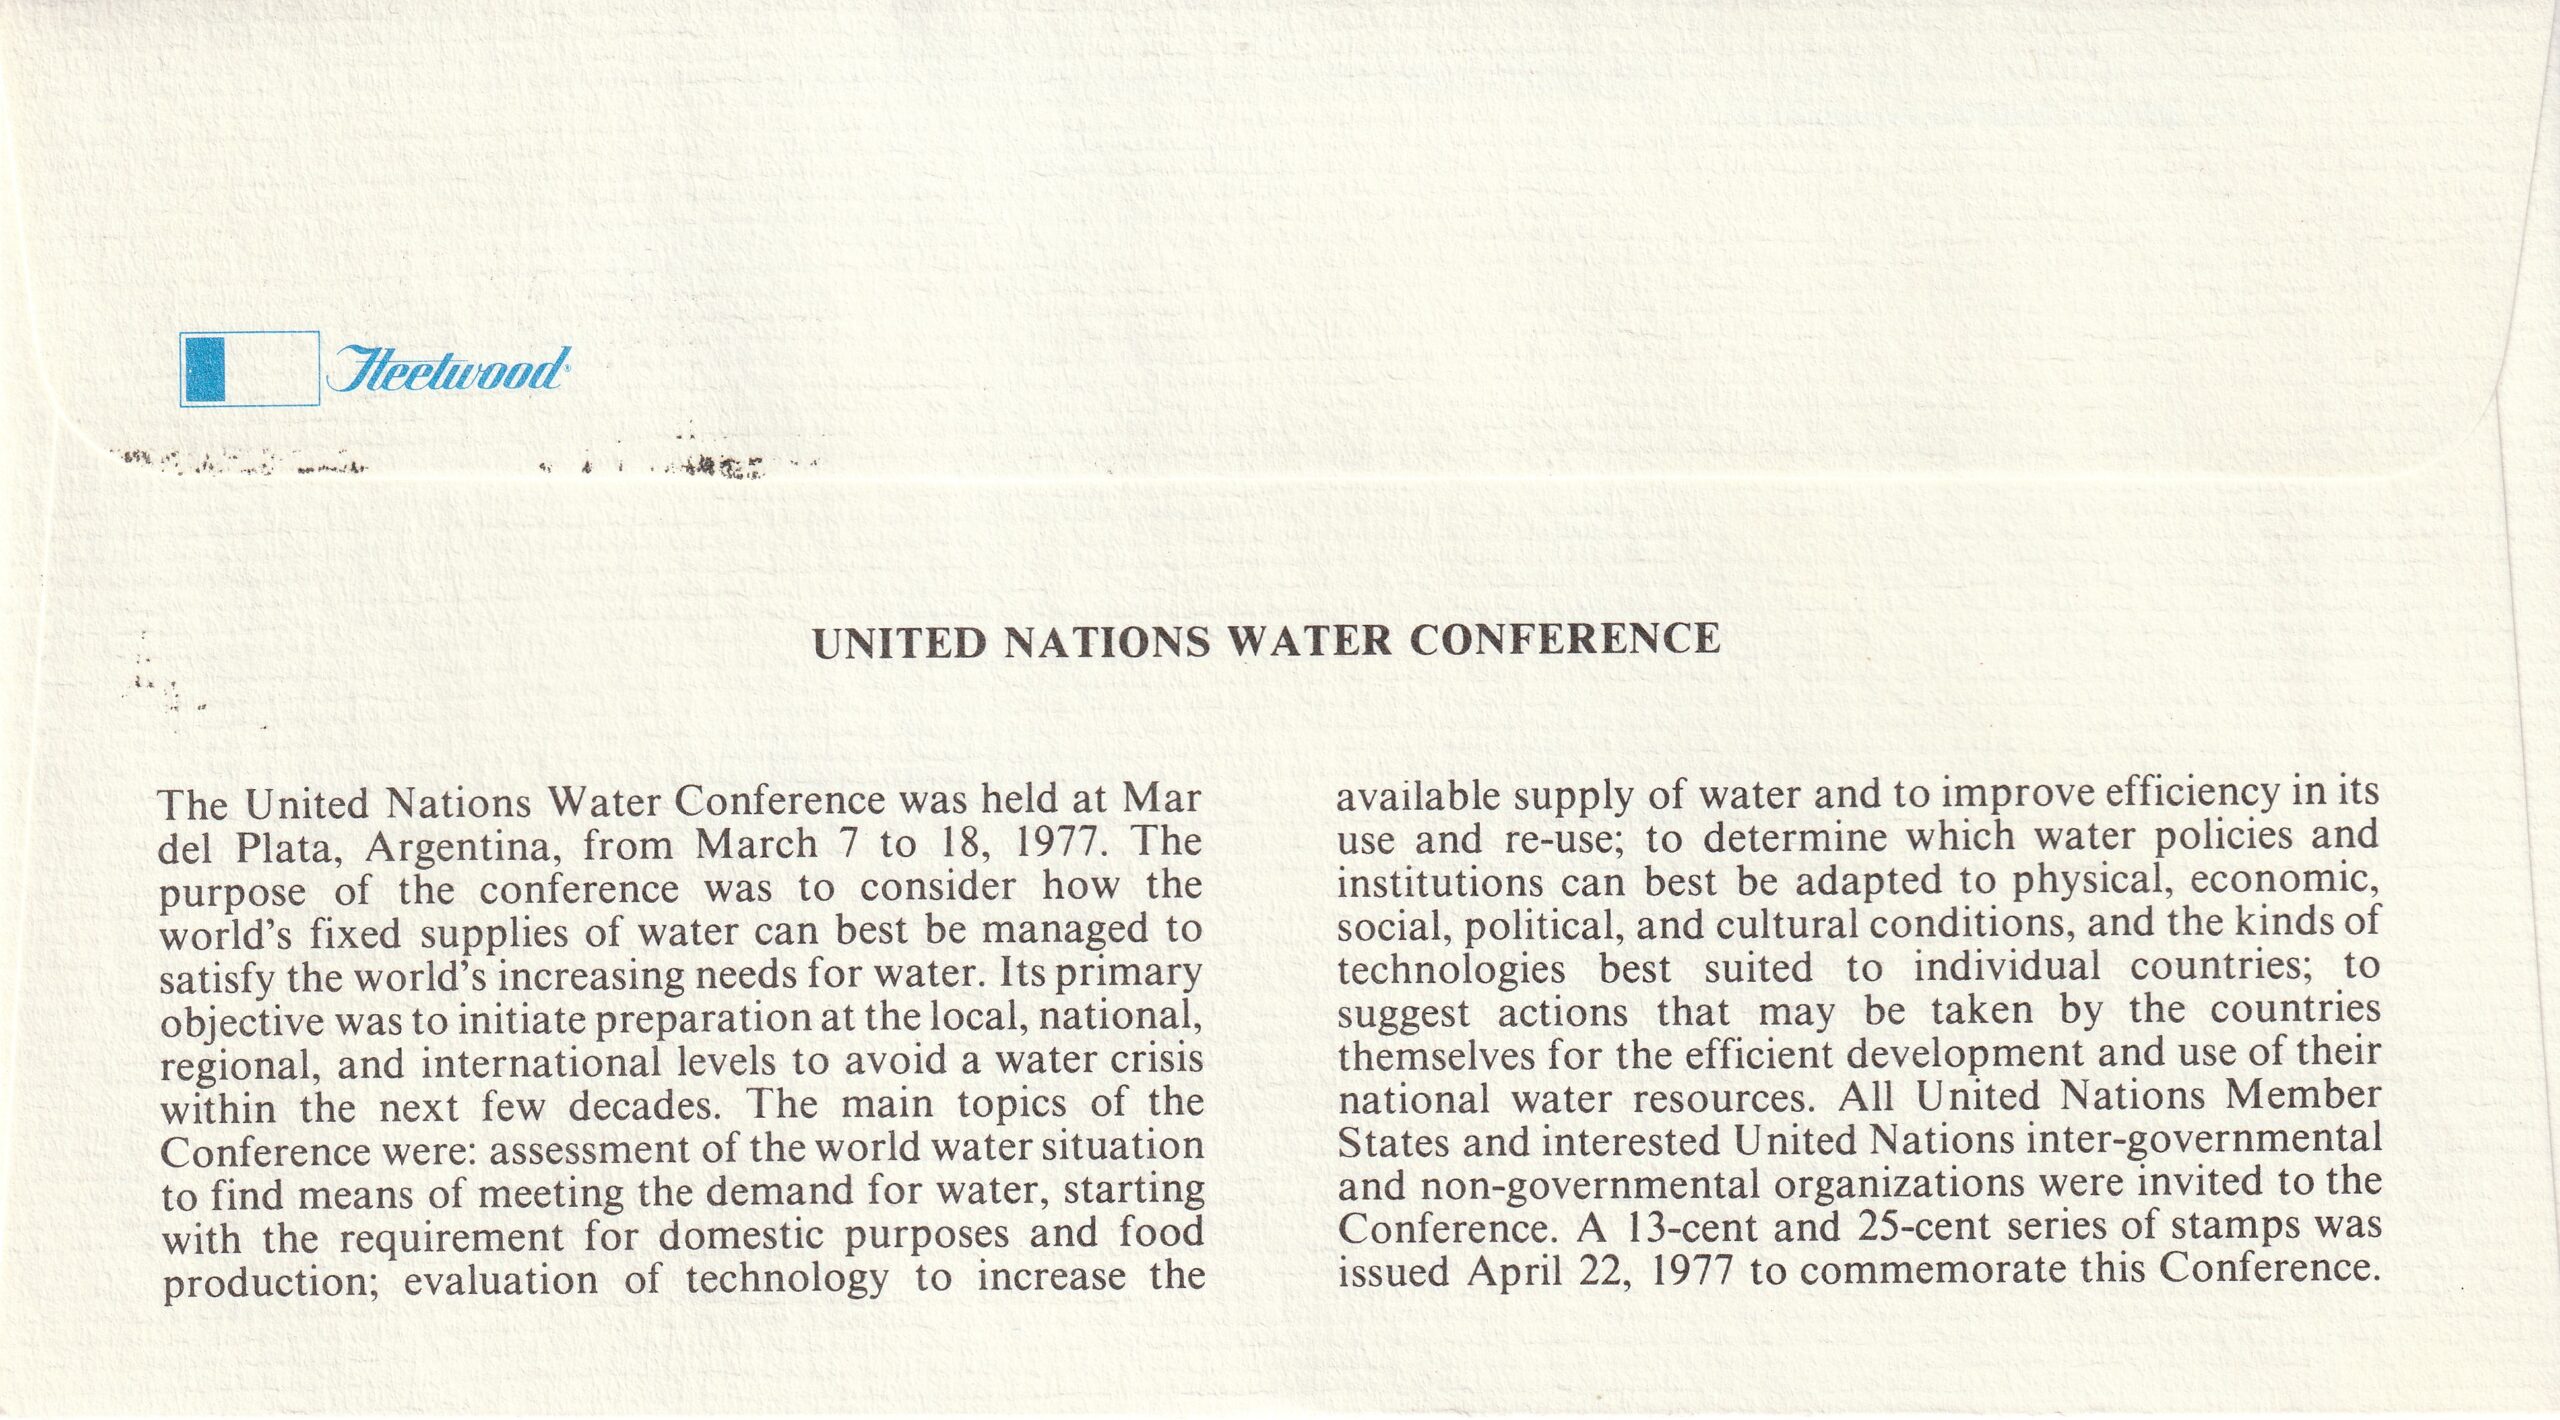 Fleetwood
UNITED NATIONS WATER CONFERENCE
The United Nations Water Conference was held at Mar
del Plata, Argentina, from March 7 to 18, 1977. The
purpose of the conference was to consider how the
world's fixed supplies of water can best be managed to
satisfy the world's increasing needs for water. Its primary
objective was to initiate preparation at the local, national,
regional, and international levels to avoid a water crisis
within the next few decades. The main topics of the
Conference were: assessment of the world water situation
to find means of meeting the demand for water, starting
with the requirement for domestic purposes and food
production; evaluation of technology to increase the
available supply of water and to improve efficiency in its
use and re-use; to determine which water policies and
institutions can best be adapted to physical, economic,
social, political, and cultural conditions, and the kinds of
technologies best suited to individual countries; to
suggest actions that may be taken by the countries
themselves for the efficient development and use of their
national water resources. All United Nations Member
States and interested United Nations inter-governmental
and non-governmental organizations were invited to the
Conference. A 13-cent and 25-cent series of stamps was
issued April 22, 1977 to commemorate this Conference.